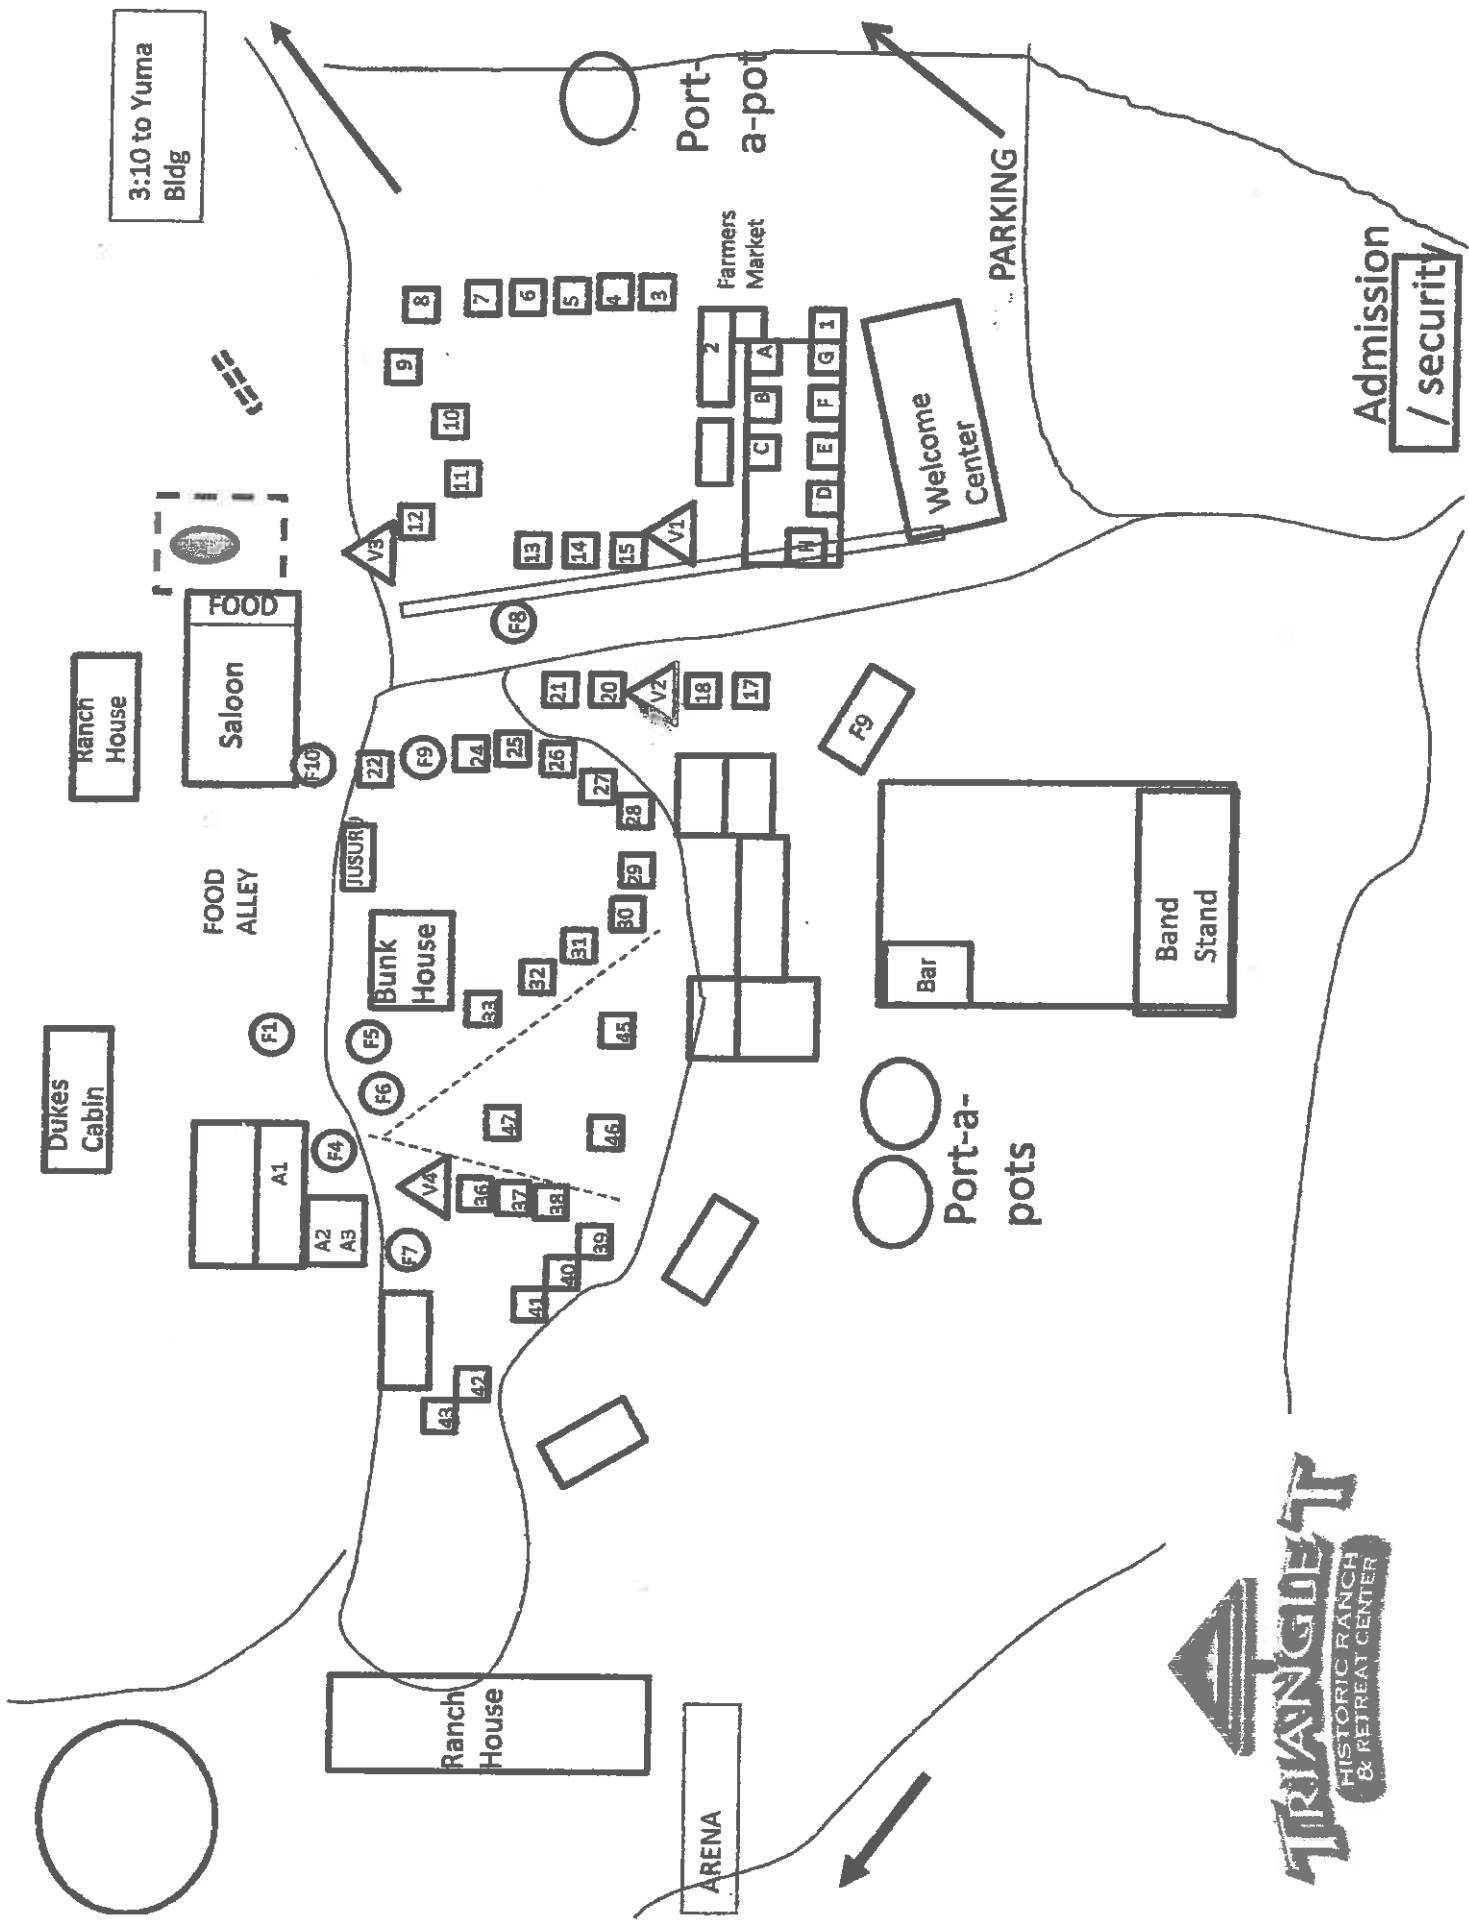 3:10 to Yuma
Bldg
Port-
a-pot
PARKING
Admission
/ security
Farmers
Market
8
7
6
5
4
3
9
10
11
12
V3
13
14
15
V1
2
1
A
B
C
G
F
E
D
H
Welcome
Center
FOOD
Saloon
Ranch
House
F8
F10
22
F9
24
25
26
27
28
21
20
V2
18
17
F9
FOOD
ALLEY
JUSURU
29
30
31
32
33
Bunk
House
Bar
Band
Stand
Dukes
Cabin
F1
F5
F6
F4
45
47
46
A1
A2
A3
F7
V4
36
37
38
39
40
41
42
43
Port-a-
pots
Ranch
House
ARENA
TRIANGLE T
HISTORIC RANCH
& RETREAT CENTER